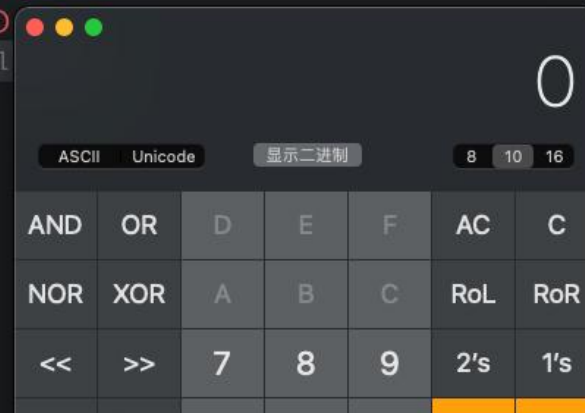 0
ASCII Unicode 显示二进制 8 10 16
AND OR D E F AC C
NOR XOR A B C RoL RoR
<< >> 7 8 9 2's 1's